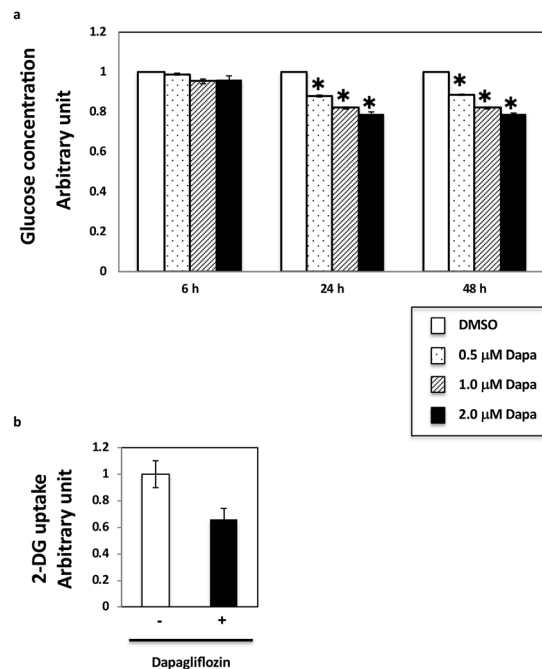 a
Glucose concentration
Arbitrary unit
1.2
1
0.8
0.6
0.4
0.2
0
* * *
* * *
6 h 24 h 48 h
DMSO
0.5 μM Dapa
1.0 μM Dapa
2.0 μM Dapa
b
2-DG uptake
Arbitrary unit
1.2
1
0.8
0.6
0.4
0.2
0
- +
Dapagliflozin